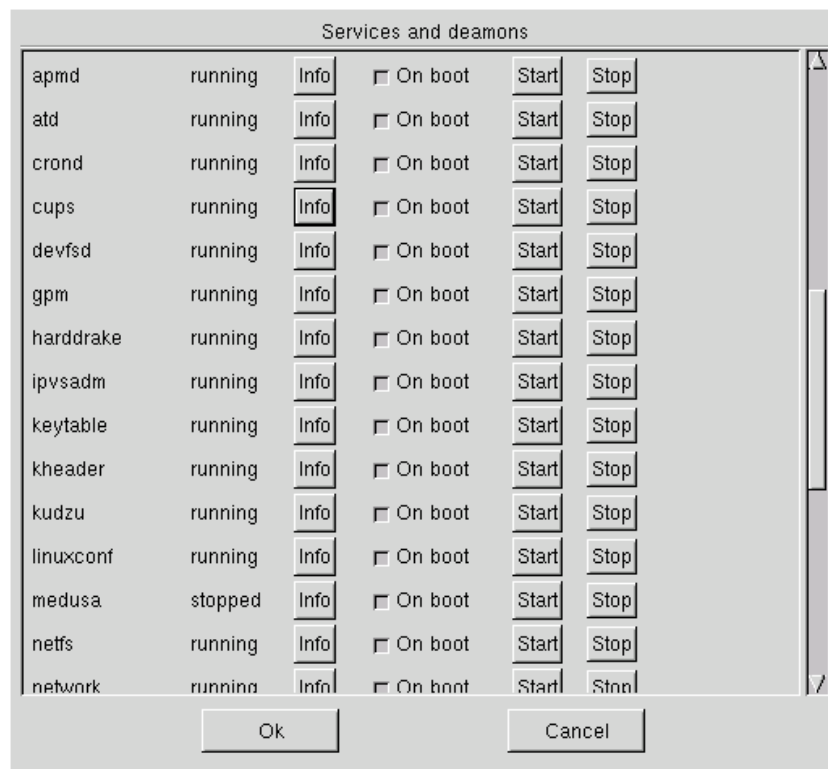 Services and deamons
apmd running Info On boot Start Stop
atd running Info On boot Start Stop
crond running Info On boot Start Stop
cups running Info On boot Start Stop
devfsd running Info On boot Start Stop
gpm running Info On boot Start Stop
harddrake running Info On boot Start Stop
ipvsadm running Info On boot Start Stop
keytable running Info On boot Start Stop
kheader running Info On boot Start Stop
kudzu running Info On boot Start Stop
linuxconf running Info On boot Start Stop
medusa stopped Info On boot Start Stop
netfs running Info On boot Start Stop
network running Info On boot Start Stop
Ok Cancel